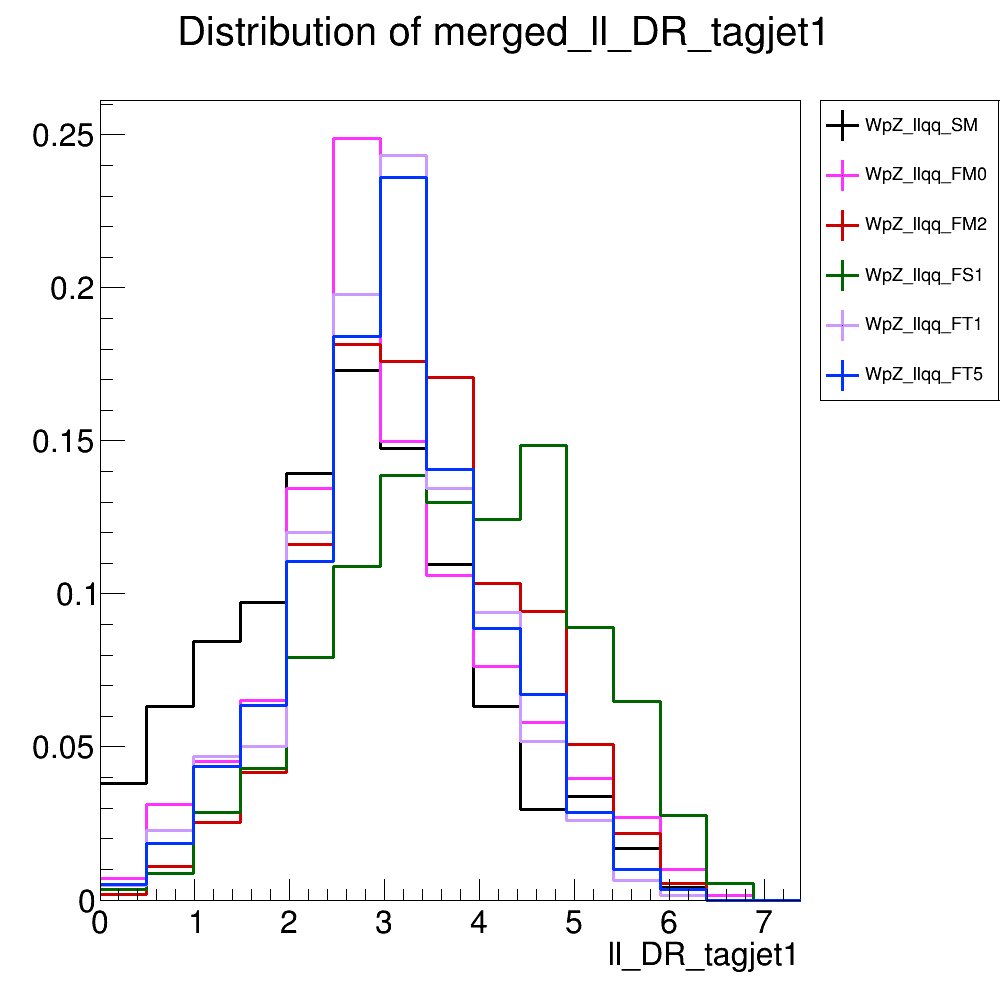 Distribution of merged_ll_DR_tagjet1
0.25
0.2
0.15
0.1
0.05
0
0 1 2 3 4 5 6 7
ll_DR_tagjet1
WpZ_llqq_SM
WpZ_llqq_FM0
WpZ_llqq_FM2
WpZ_llqq_FS1
WpZ_llqq_FT1
WpZ_llqq_FT5